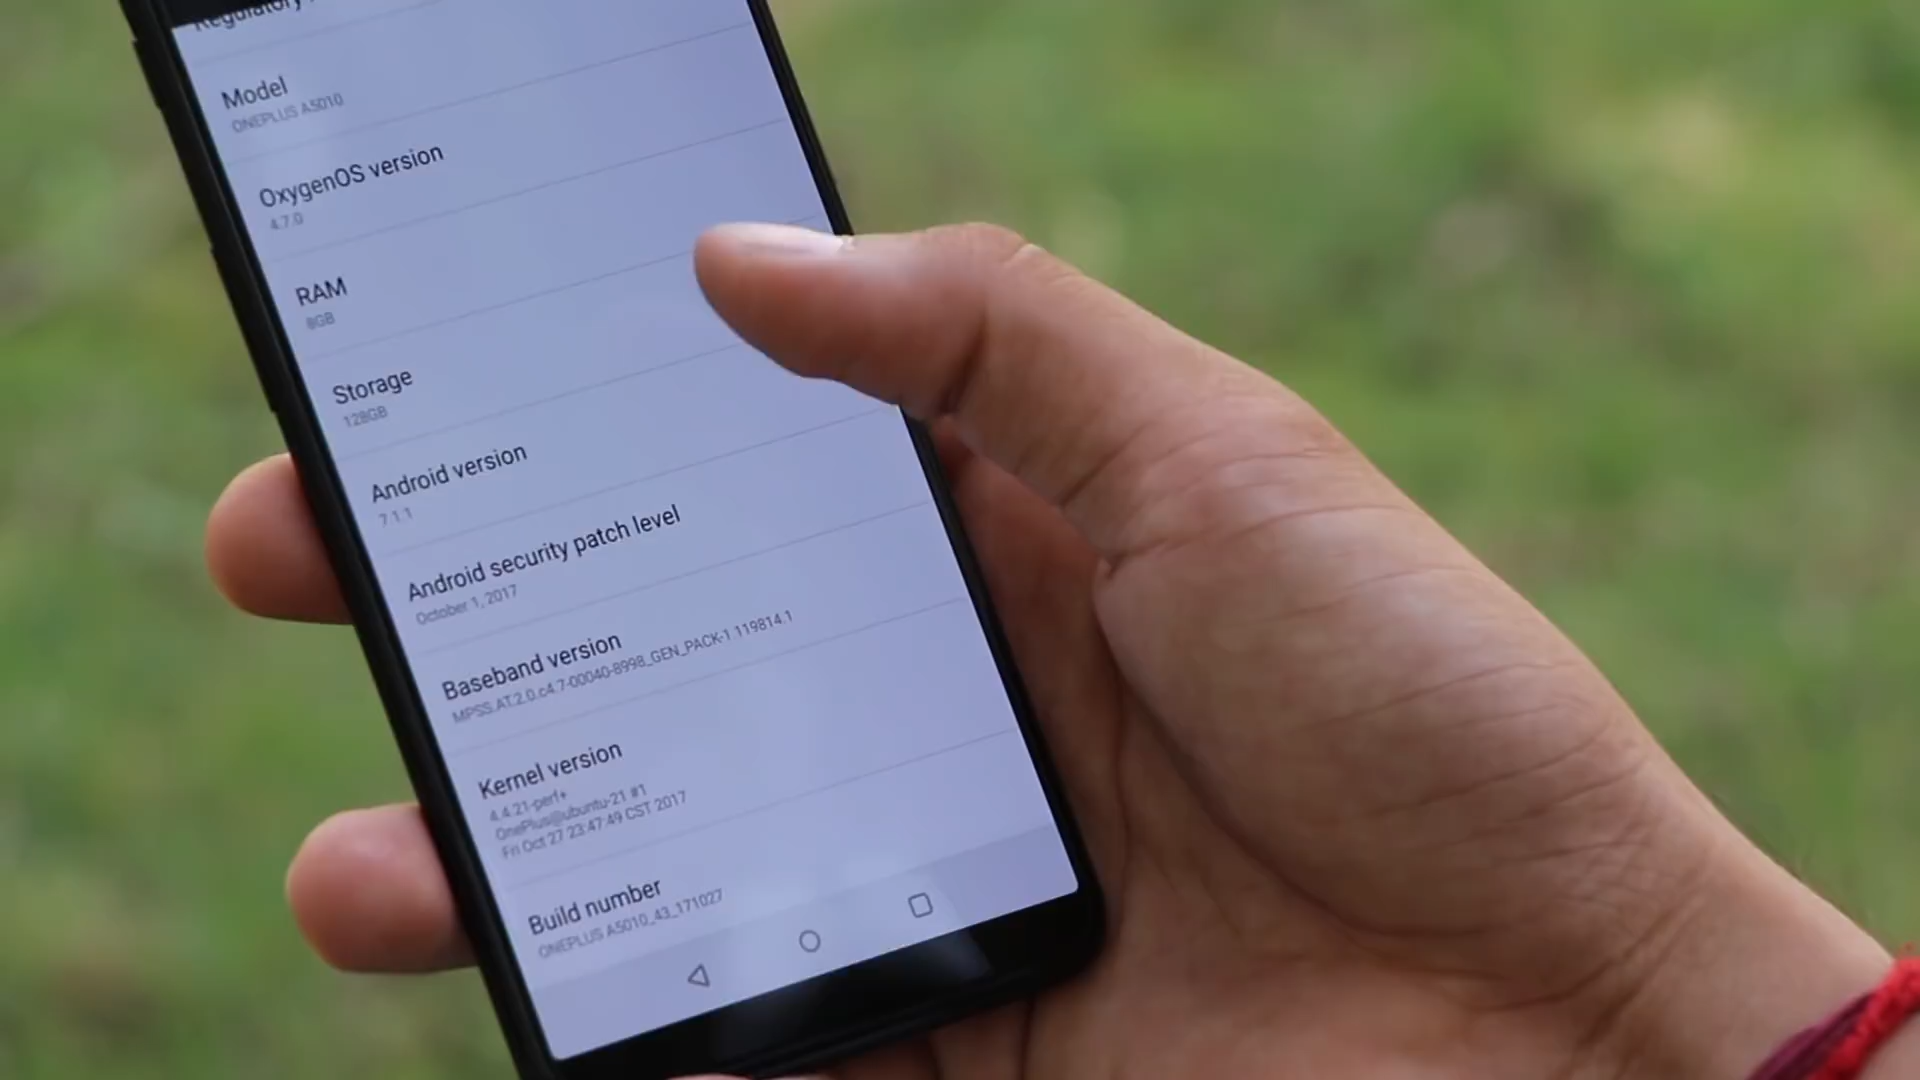 Regulatory
Model
ONEPLUS A5010
OxygenOS version
4.7.0
RAM
8GB
Storage
128GB
Android version
7.1.1
Android security patch level
October 1, 2017
Baseband version
MPSS.AT.2.0.c4.7-00040-8998_GEN_PACK-1.119814.1
Kernel version
4.4.21-perf+
OnePlus@ubuntu-21 #1
Fri Oct 27 23:47:49 CST 2017
Build number
ONEPLUS A5010_43_171027